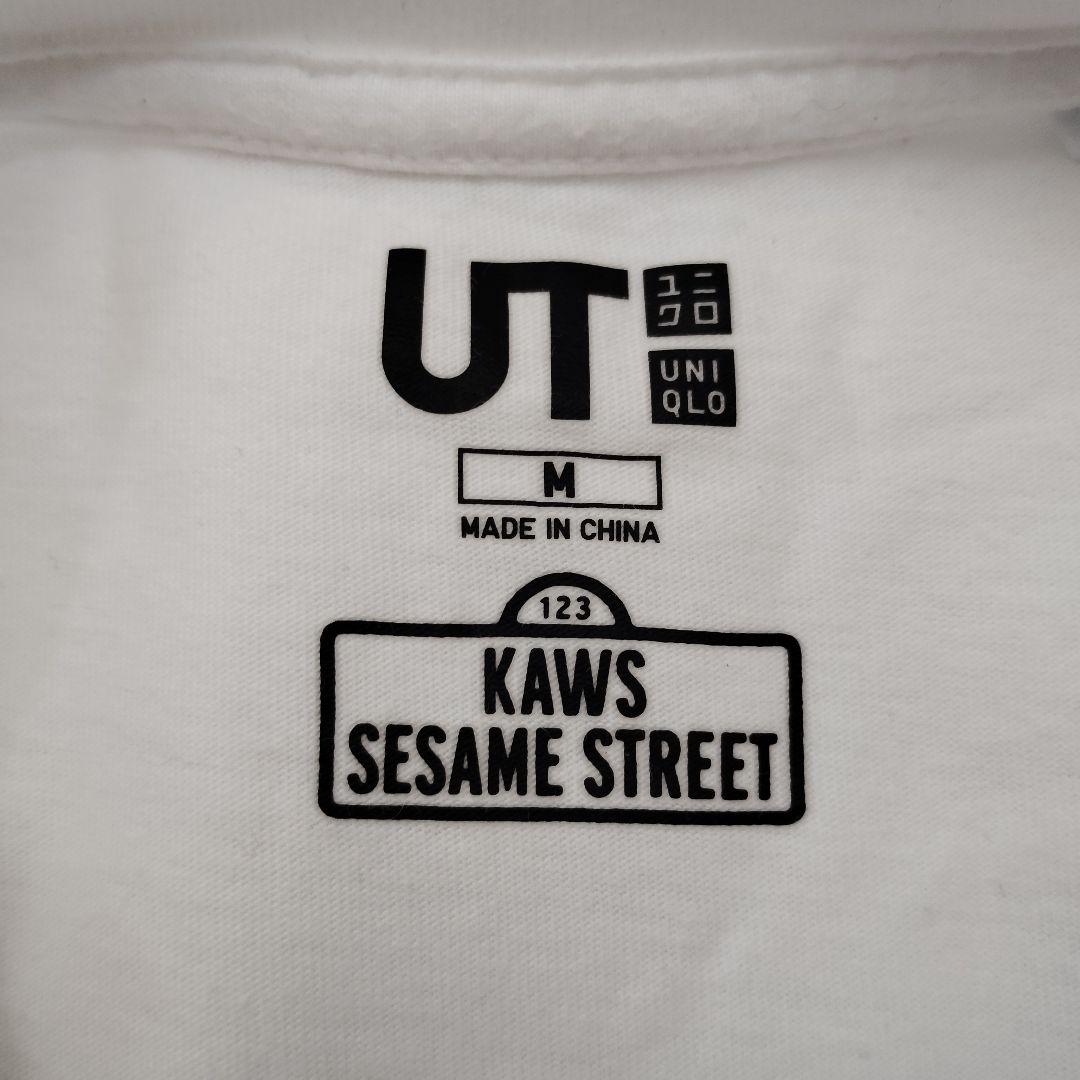 UT
ユニ
クロ
UNI
QLO
M
MADE IN CHINA
123
KAWS
SESAME STREET